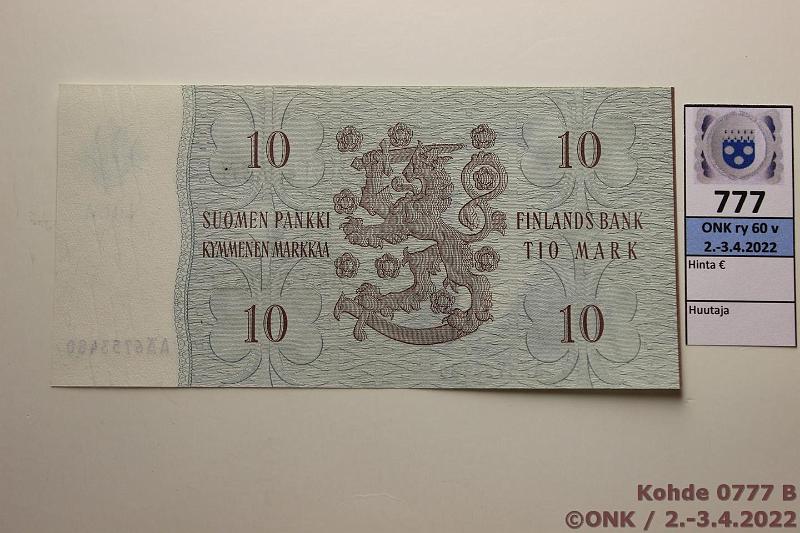 10
10
SUOMEN PANKKI
KYMMENEN MARKKAA
FINLANDS BANK
TIO MARK
10
10
777
ONK ry 60 v
2.-3.4.2022
Hinta €
Huutaja
Kohde 0777 B
©ONK / 2.-3.4.2022